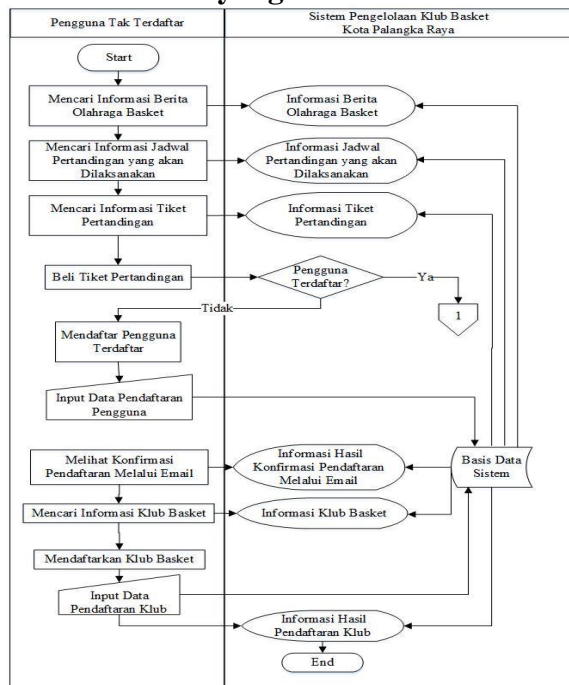 yang
Pengguna Tak Terdaftar
Sistem Pengelolaan Klub Basket
Kota Palangka Raya
Start
Mencari Informasi Berita
Olahraga Basket
Informasi Berita
Olahraga Basket
Mencari Informasi Jadwal
Pertandingan yang akan
Dilaksanakan
Informasi Jadwal
Pertandingan yang akan
Dilaksanakan
Mencari Informasi Tiket
Pertandingan
Informasi Tiket
Pertandingan
Beli Tiket Pertandingan
Pengguna
Terdaftar?
Ya
1
Tidak
Mendaftar Pengguna
Terdaftar
Input Data Pendaftaran
Pengguna
Melihat Konfirmasi
Pendaftaran Melalui Email
Informasi Hasil
Konfirmasi Pendaftaran
Melalui Email
Basis Data
Sistem
Mencari Informasi Klub Basket
Informasi Klub Basket
Mendaftarkan Klub Basket
Input Data
Pendaftaran Klub
Informasi Hasil
Pendaftaran Klub
End